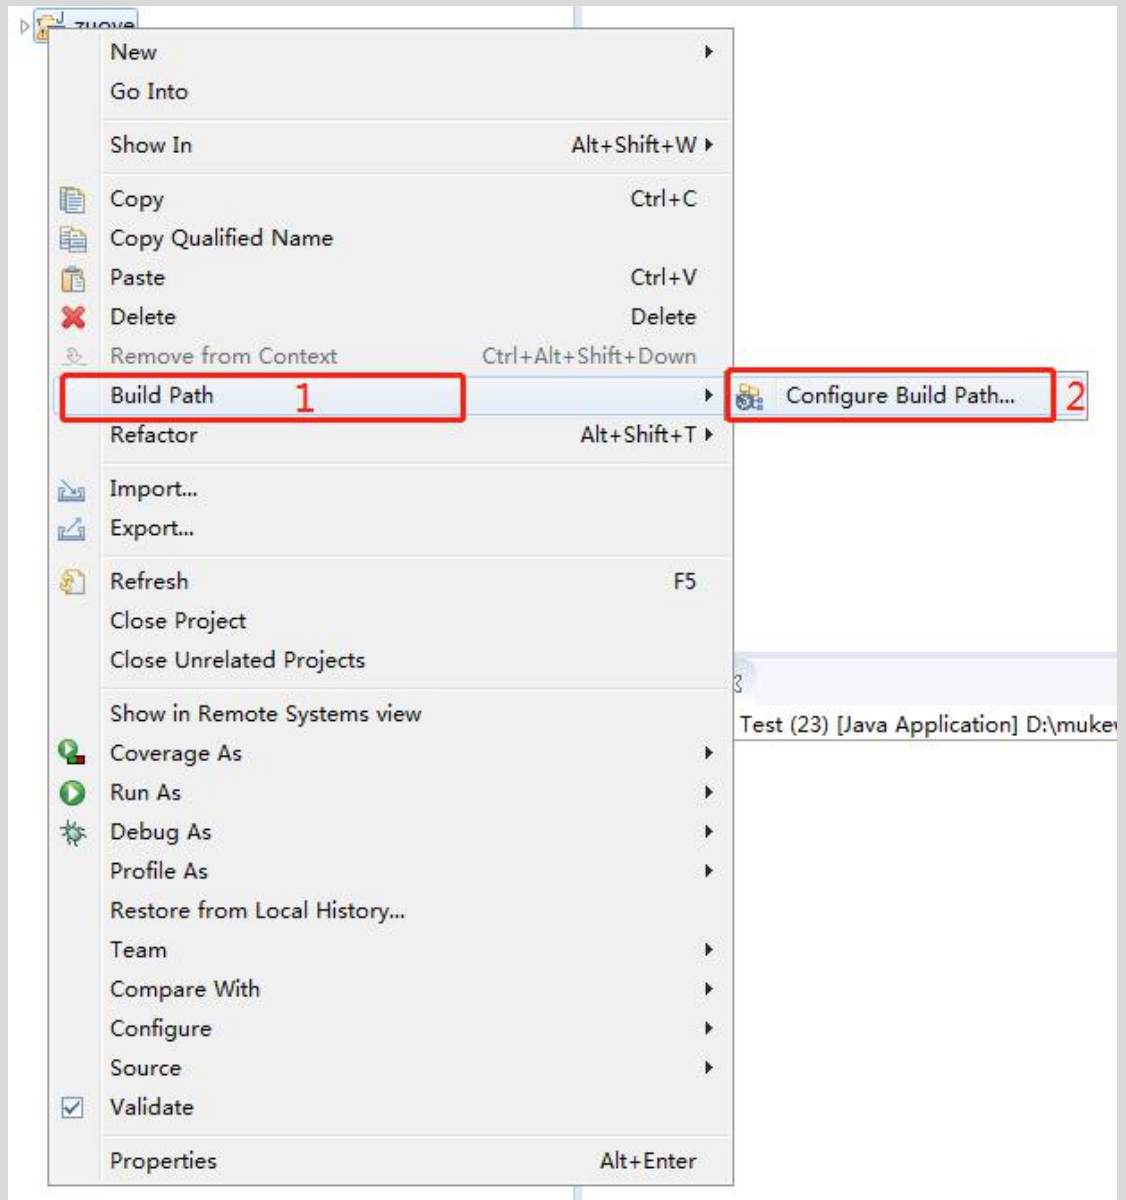 zuoye
New
Go Into
Show In Alt+Shift+W
Copy Ctrl+C
Copy Qualified Name
Paste Ctrl+V
Delete Delete
Remove from Context Ctrl+Alt+Shift+Down
Build Path 1 Configure Build Path... 2
Refactor Alt+Shift+T
Import...
Export...
Refresh F5
Close Project
Close Unrelated Projects
Show in Remote Systems view
Test (23) [Java Application] D:\muke
Coverage As
Run As
Debug As
Profile As
Restore from Local History...
Team
Compare With
Configure
Source
Validate
Properties Alt+Enter